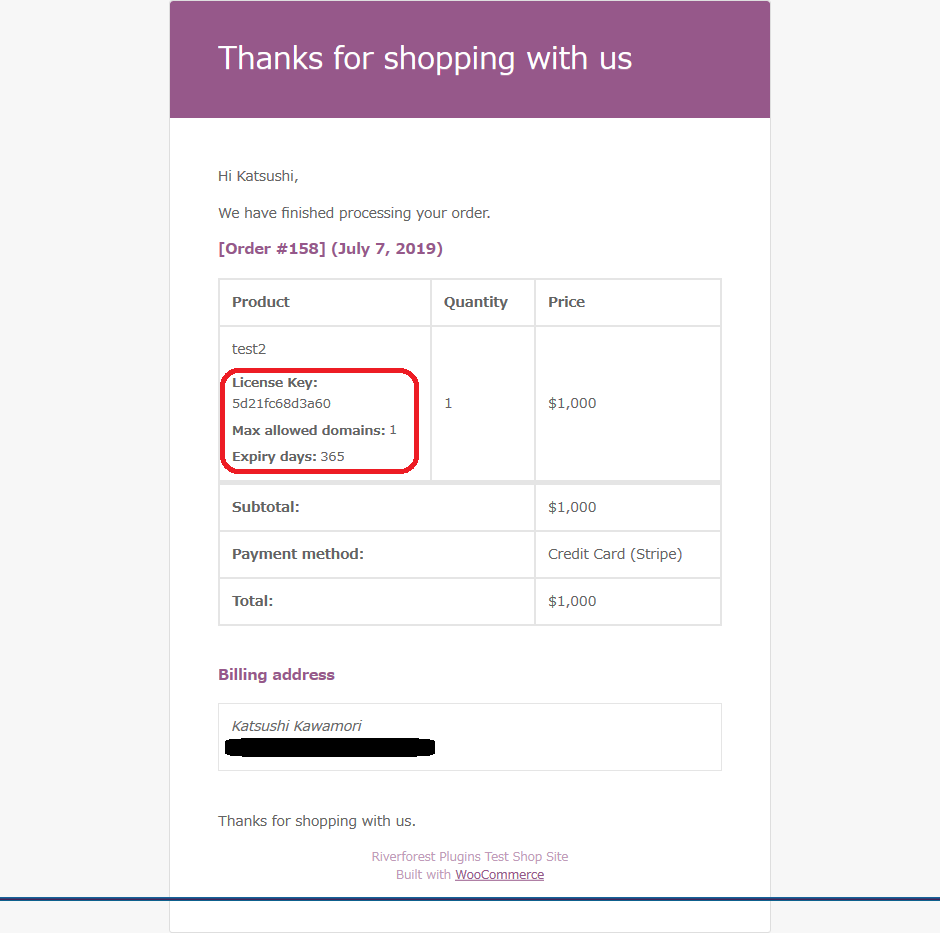 Thanks for shopping with us
Hi Katsushi,
We have finished processing your order.
[Order #158] (July 7, 2019)
Product Quantity Price
test2
License Key:
5d21fc68d3a60
Max allowed domains: 1
Expiry days: 365
1
$1,000
Subtotal: $1,000
Payment method: Credit Card (Stripe)
Total: $1,000
Billing address
Katsushi Kawamori
Thanks for shopping with us.
Riverforest Plugins Test Shop Site
Built with WooCommerce